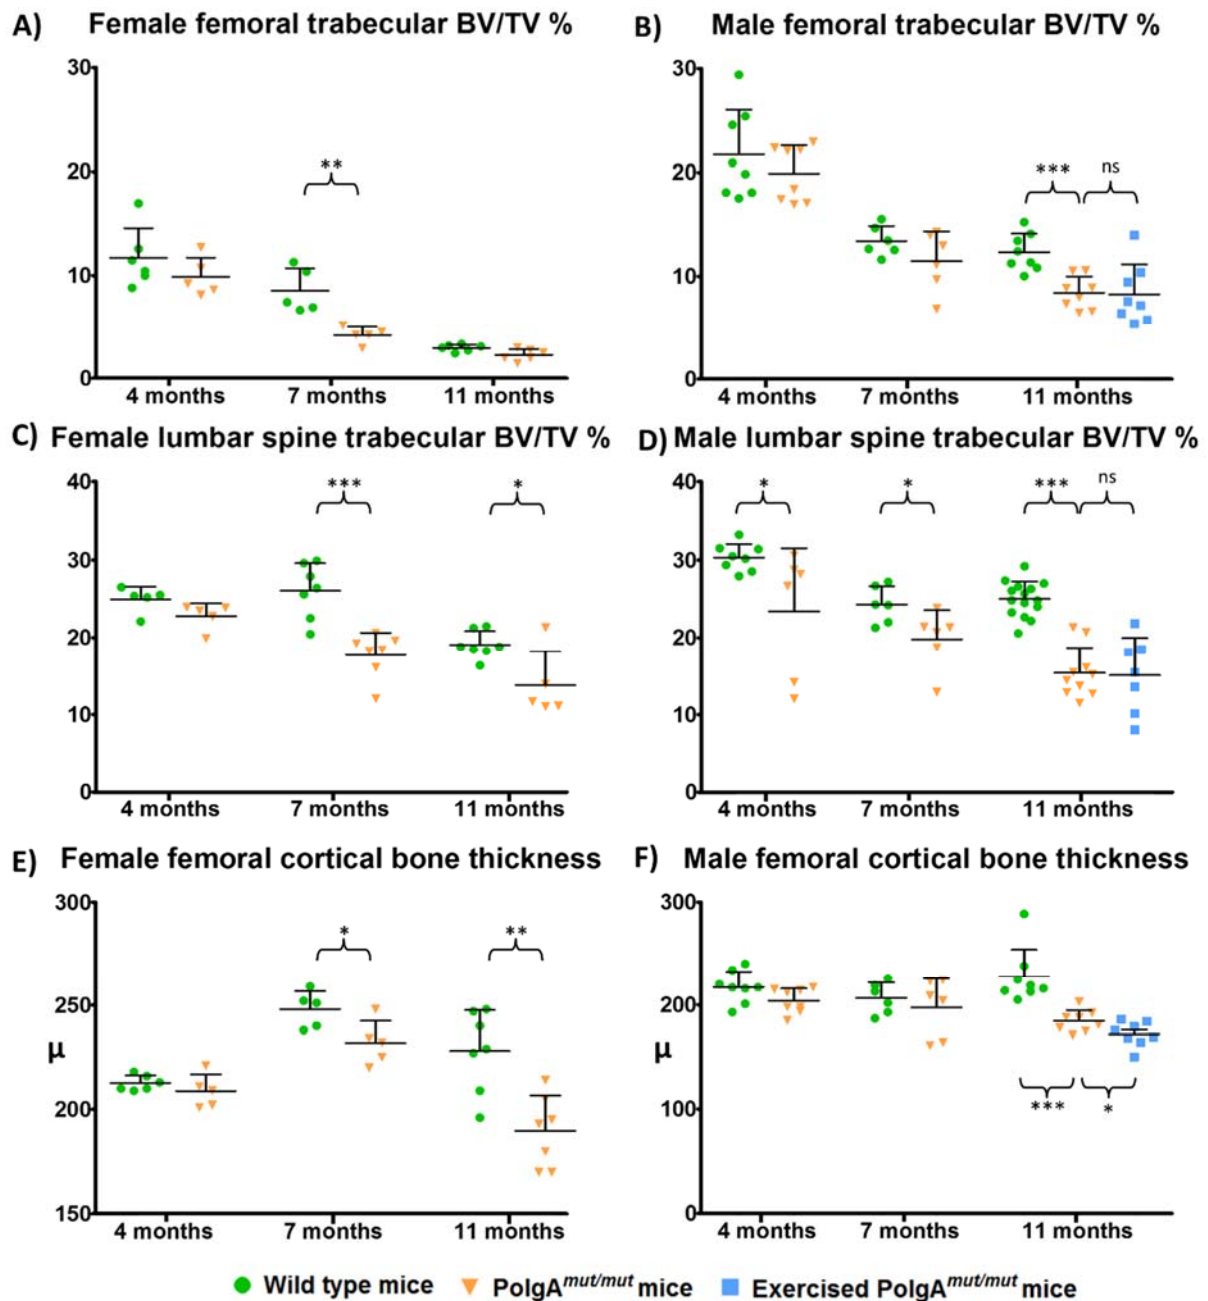 A) Female femoral trabecular BV/TV %
30
20
10
0
**
4 months 7 months 11 months
B) Male femoral trabecular BV/TV %
30
20
10
0
*** ns
4 months 7 months 11 months
C) Female lumbar spine trabecular BV/TV %
40
30
20
10
0
*** *
4 months 7 months 11 months
D) Male lumbar spine trabecular BV/TV %
40
30
20
10
0
* * *** ns
4 months 7 months 11 months
E) Female femoral cortical bone thickness
300
250
200
150
μ
* **
4 months 7 months 11 months
F) Male femoral cortical bone thickness
300
200
100
0
μ
*** *
4 months 7 months 11 months
Wild type mice PolgA^mut/mut mice Exercised PolgA^mut/mut mice